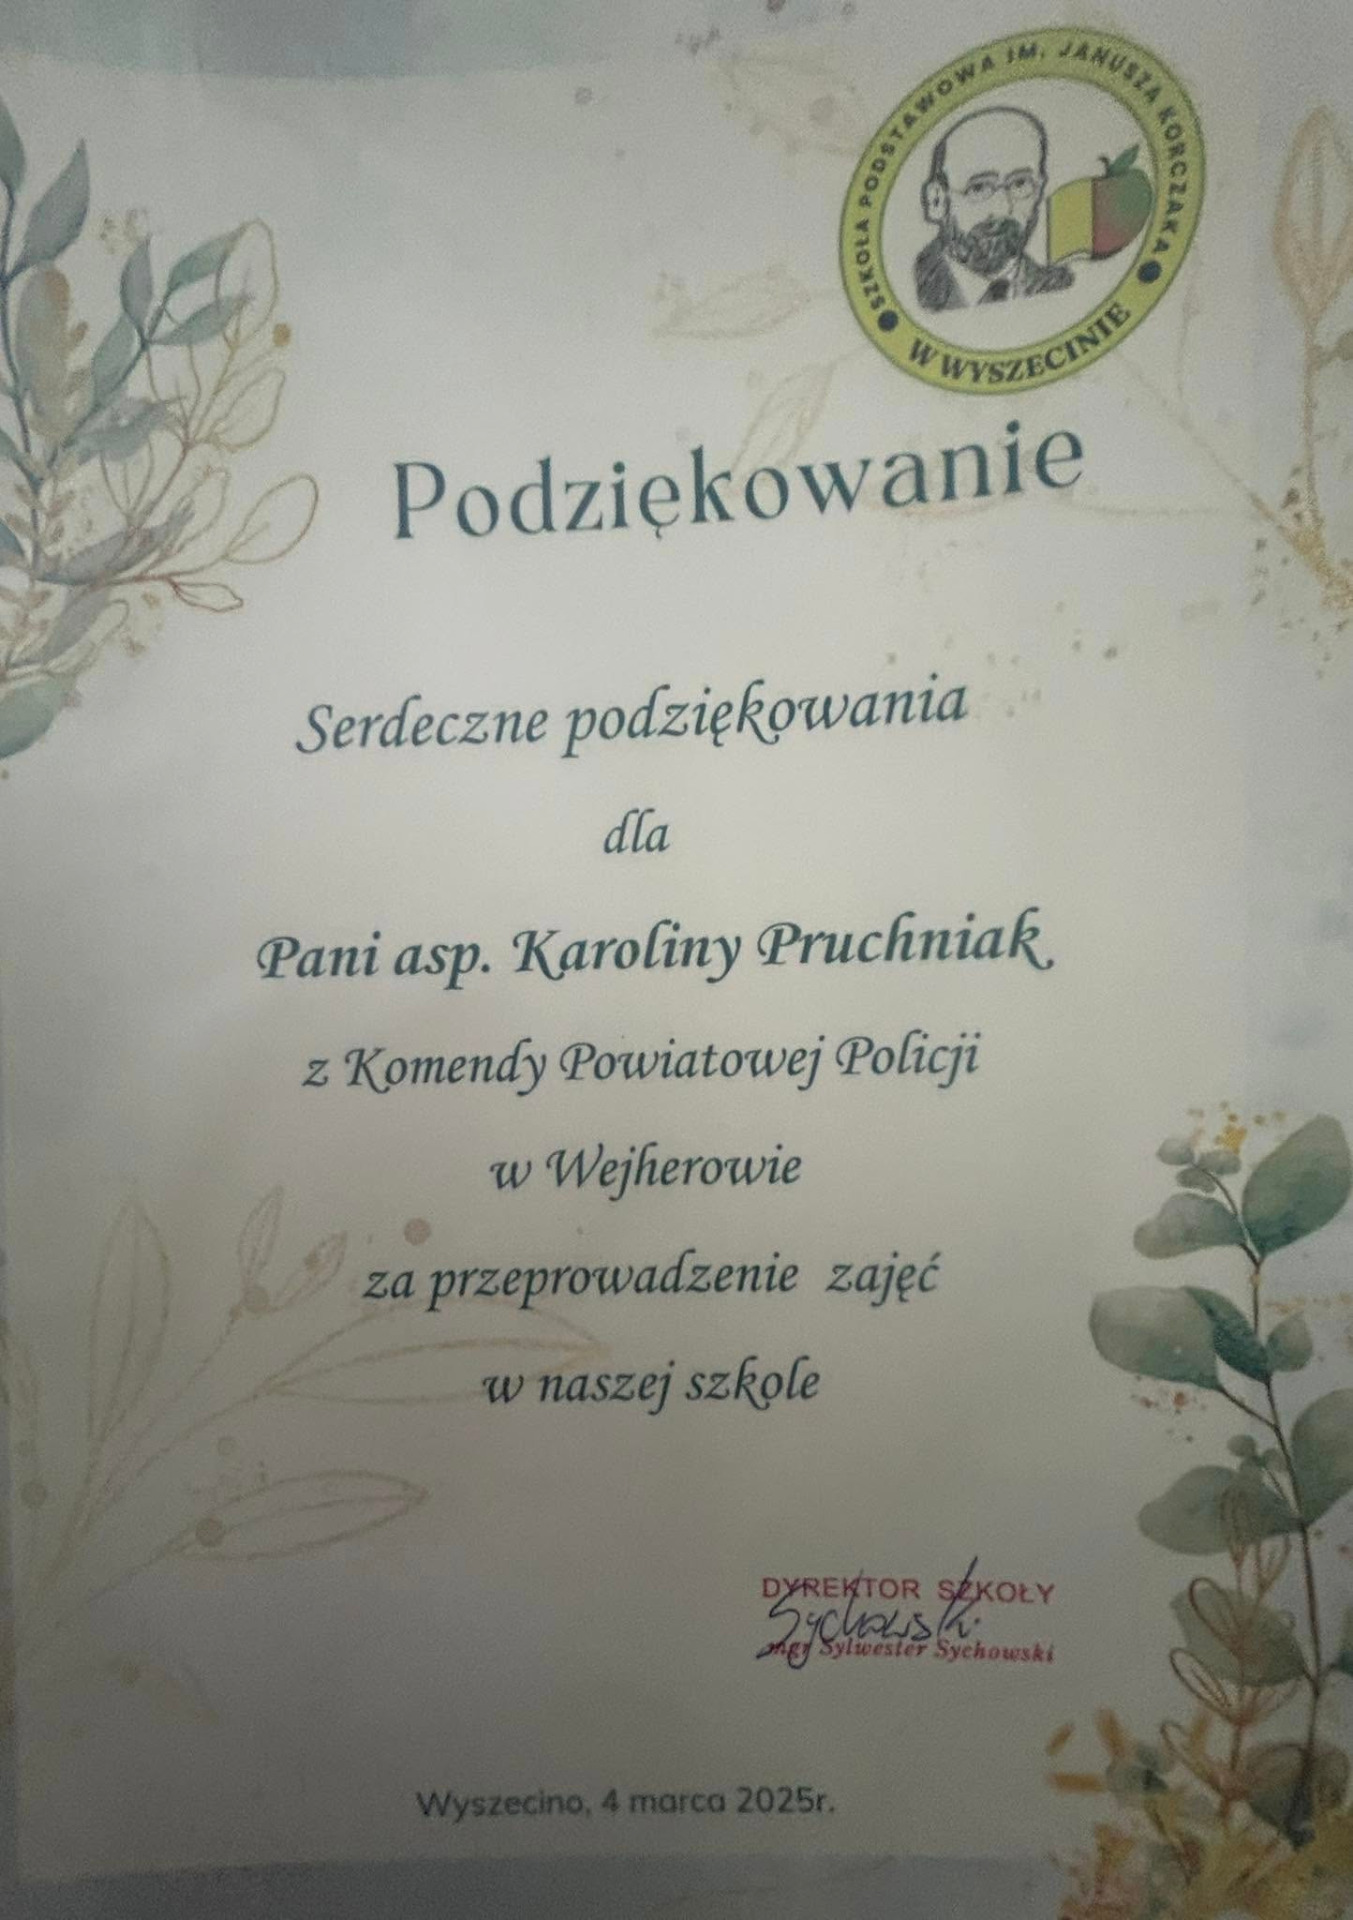 SZKOŁA PODSTAWOWA IM. JANUSZA KORCZAKA
W WYSZECINIE
Podziękowanie
Serdeczne podziękowania
dla
Pani asp. Karoliny Pruchniak
z Komendy Powiatowej Policji
w Wejherowie
za przeprowadzenie zajęć
w naszej szkole
DYREKTOR SZKOŁY
Sychowski
mgr Sylwester Sychowski
Wyszecino, 4 marca 2025r.